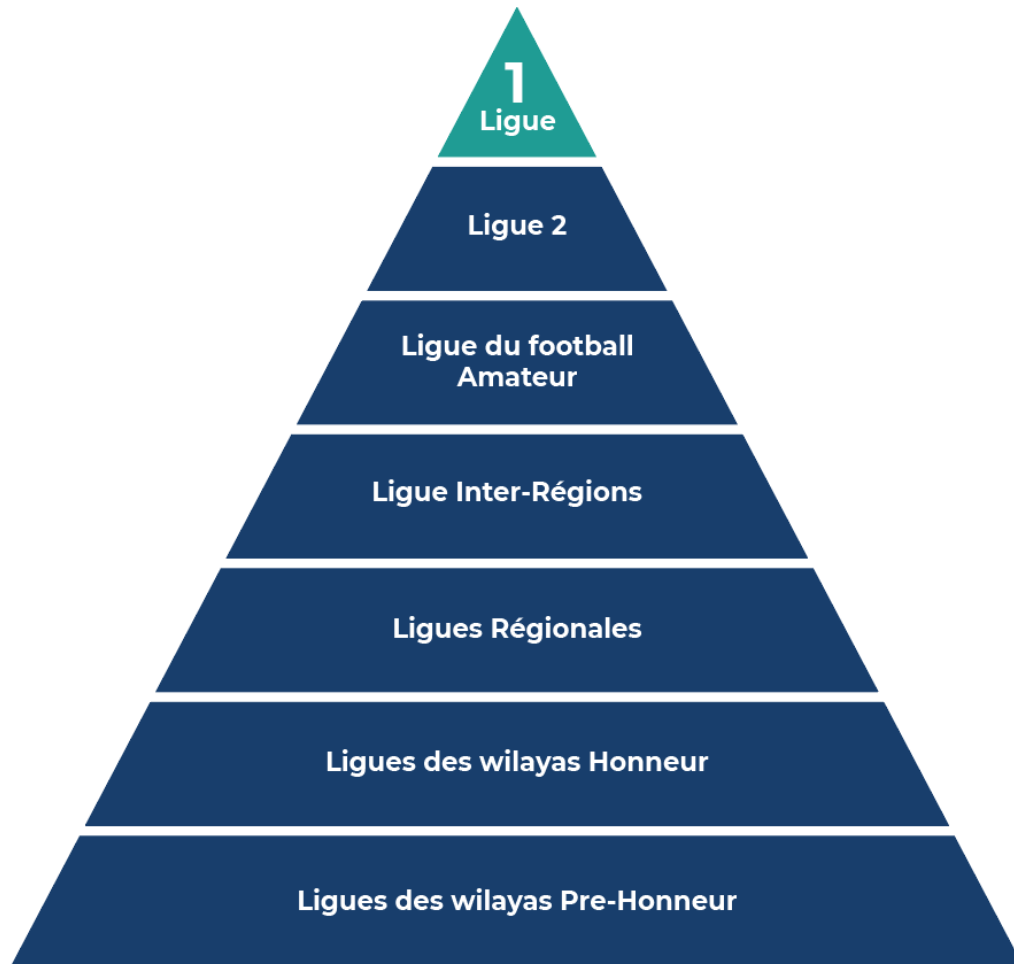 1
Ligue
Ligue 2
Ligue du football
Amateur
Ligue Inter-Régions
Ligues Régionales
Ligues des wilayas Honneur
Ligues des wilayas Pre-Honneur